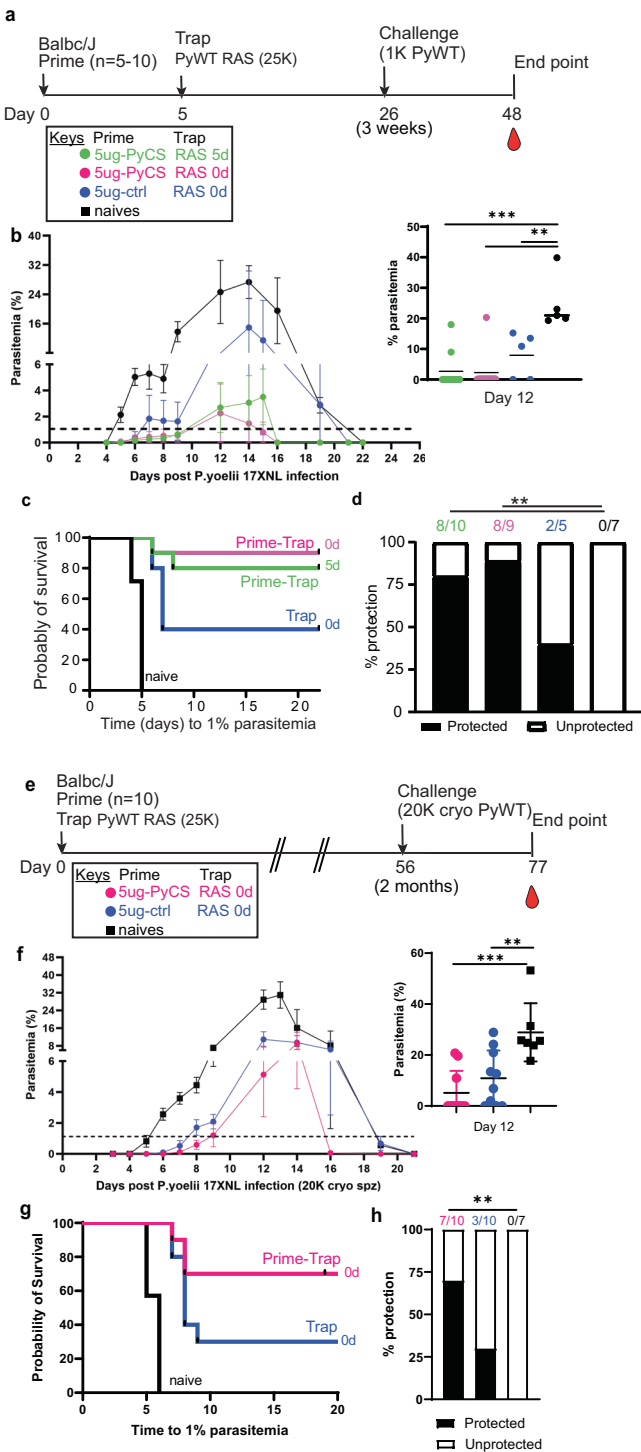 a
Balbc/J
Prime (n=5-10)
Trap
PyWT RAS (25K)
Challenge
(1K PyWT)
End point
Day 0
5
26
48
(3 weeks)
Keys Prime Trap
5ug-PyCS RAS 5d
5ug-PyCS RAS 0d
5ug-ctrl RAS 0d
naives
b
Parasitemia (%)
40
32
24
16
6
4
2
0
0 2 4 6 8 10 12 14 16 18 20 22 24 26
Days post P.yoelii 17XNL infection
***
**
% parasitemia
50
40
30
20
10
0
Day 12
c
Probably of survival
100
80
60
40
20
0
Prime-Trap 0d
5d
Prime-Trap
Trap
0d
naive
0 5 10 15 20
Time (days) to 1% parasitemia
d
**
8/10 8/9 2/5 0/7
% protection
100
75
50
25
0
Protected Unprotected
e
Balbc/J
Prime (n=10)
Trap PyWT RAS (25K)
Challenge
(20K cryo PyWT)
End point
Day 0
56
77
(2 months)
Keys Prime Trap
5ug-PyCS RAS 0d
5ug-ctrl RAS 0d
naives
f
Parasitemia (%)
48
40
32
24
16
8
6
4
2
0
0 2 4 6 8 10 12 14 16 18 20
Days post P.yoelii 17XNL infection (20K cryo spz)
**
***
Parasitemia (%)
60
40
20
0
Day 12
g
Probability of Survival
100
80
60
40
20
0
Prime-Trap
0d
Trap
0d
naive
0 5 10 15 20
Time to 1% parasitemia
h
**
7/10 3/10 0/7
% protection
100
80
60
40
20
0
Protected
Unprotected